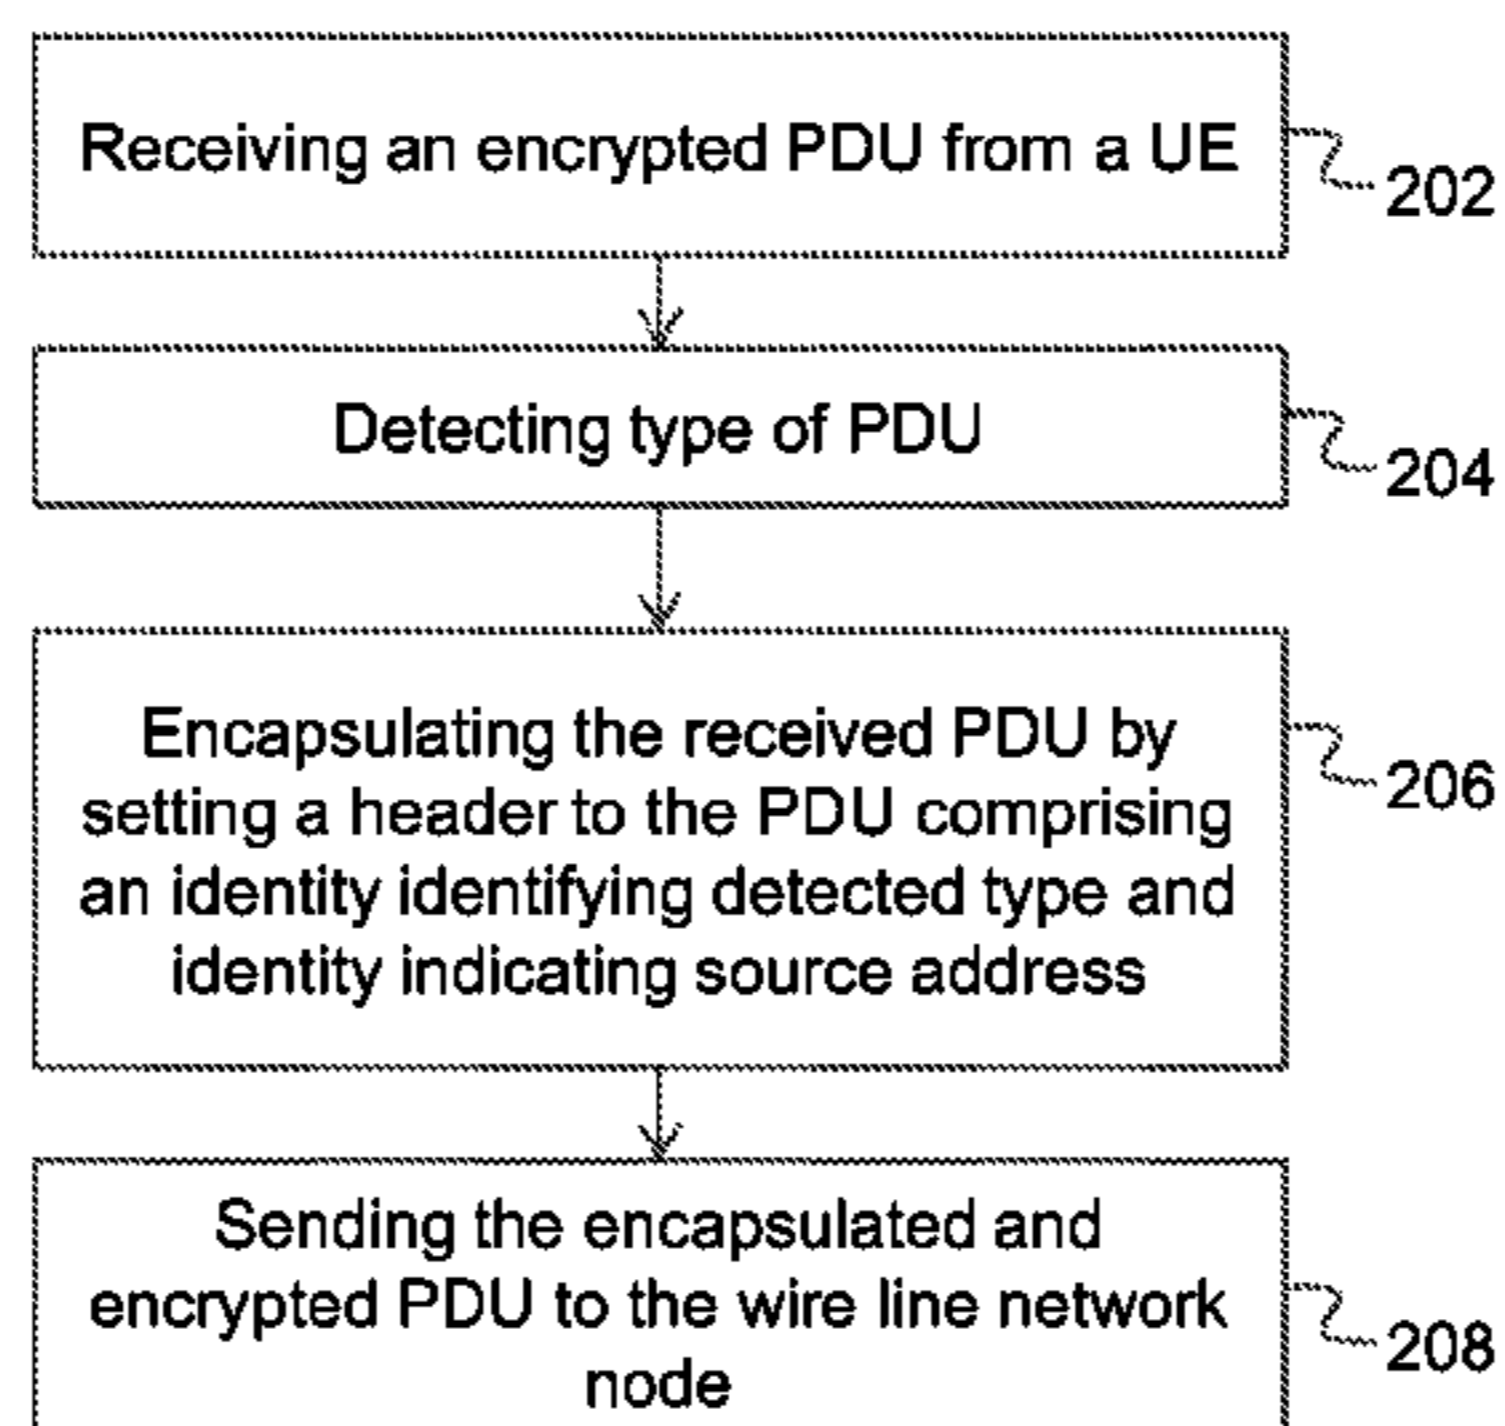 Receiving an encrypted PDU from a UE
202
Detecting type of PDU
204
Encapsulating the received PDU by
setting a header to the PDU comprising
an identity identifying detected type and
identity indicating source address
206
Sending the encapsulated and
encrypted PDU to the wire line network
node
208